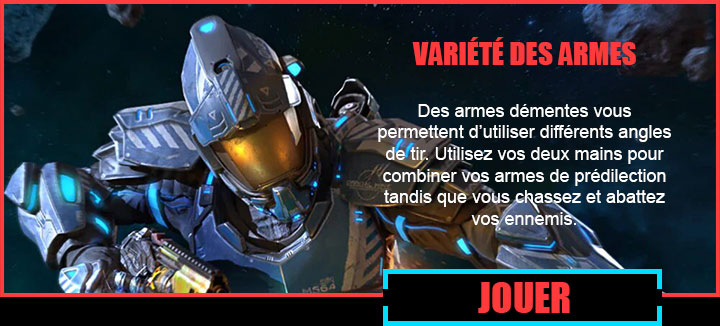 VARIÉTÉ DES ARMES
Des armes démentes vous
permettent d'utiliser différents angles
de tir. Utilisez vos deux mains pour
combiner vos armes de prédilection
tandis que vous chassez et abattez
vos ennemis.
MS64
JOUER